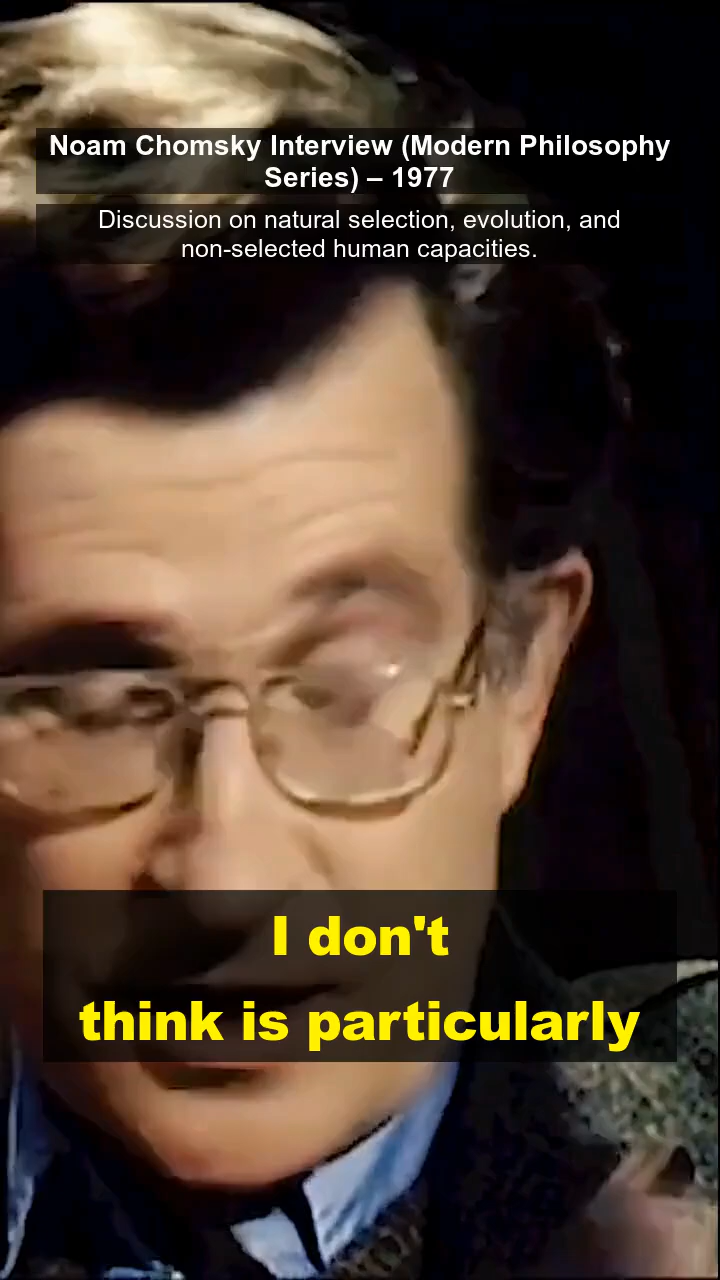 Noam Chomsky Interview (Modern Philosophy
Series) – 1977
Discussion on natural selection, evolution, and
non-selected human capacities.
I don't
think is particularly